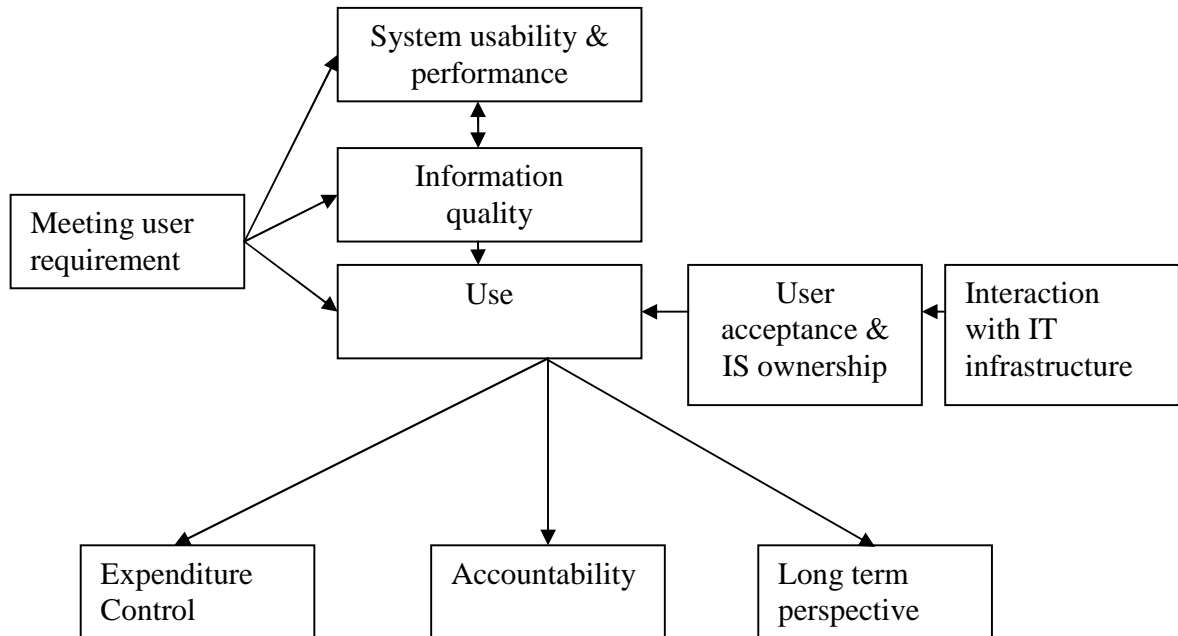 System usability &
performance
Information
quality
Meeting user
requirement
Use
User
acceptance &
IS ownership
Interaction
with IT
infrastructure
Expenditure
Control
Accountability
Long term
perspective